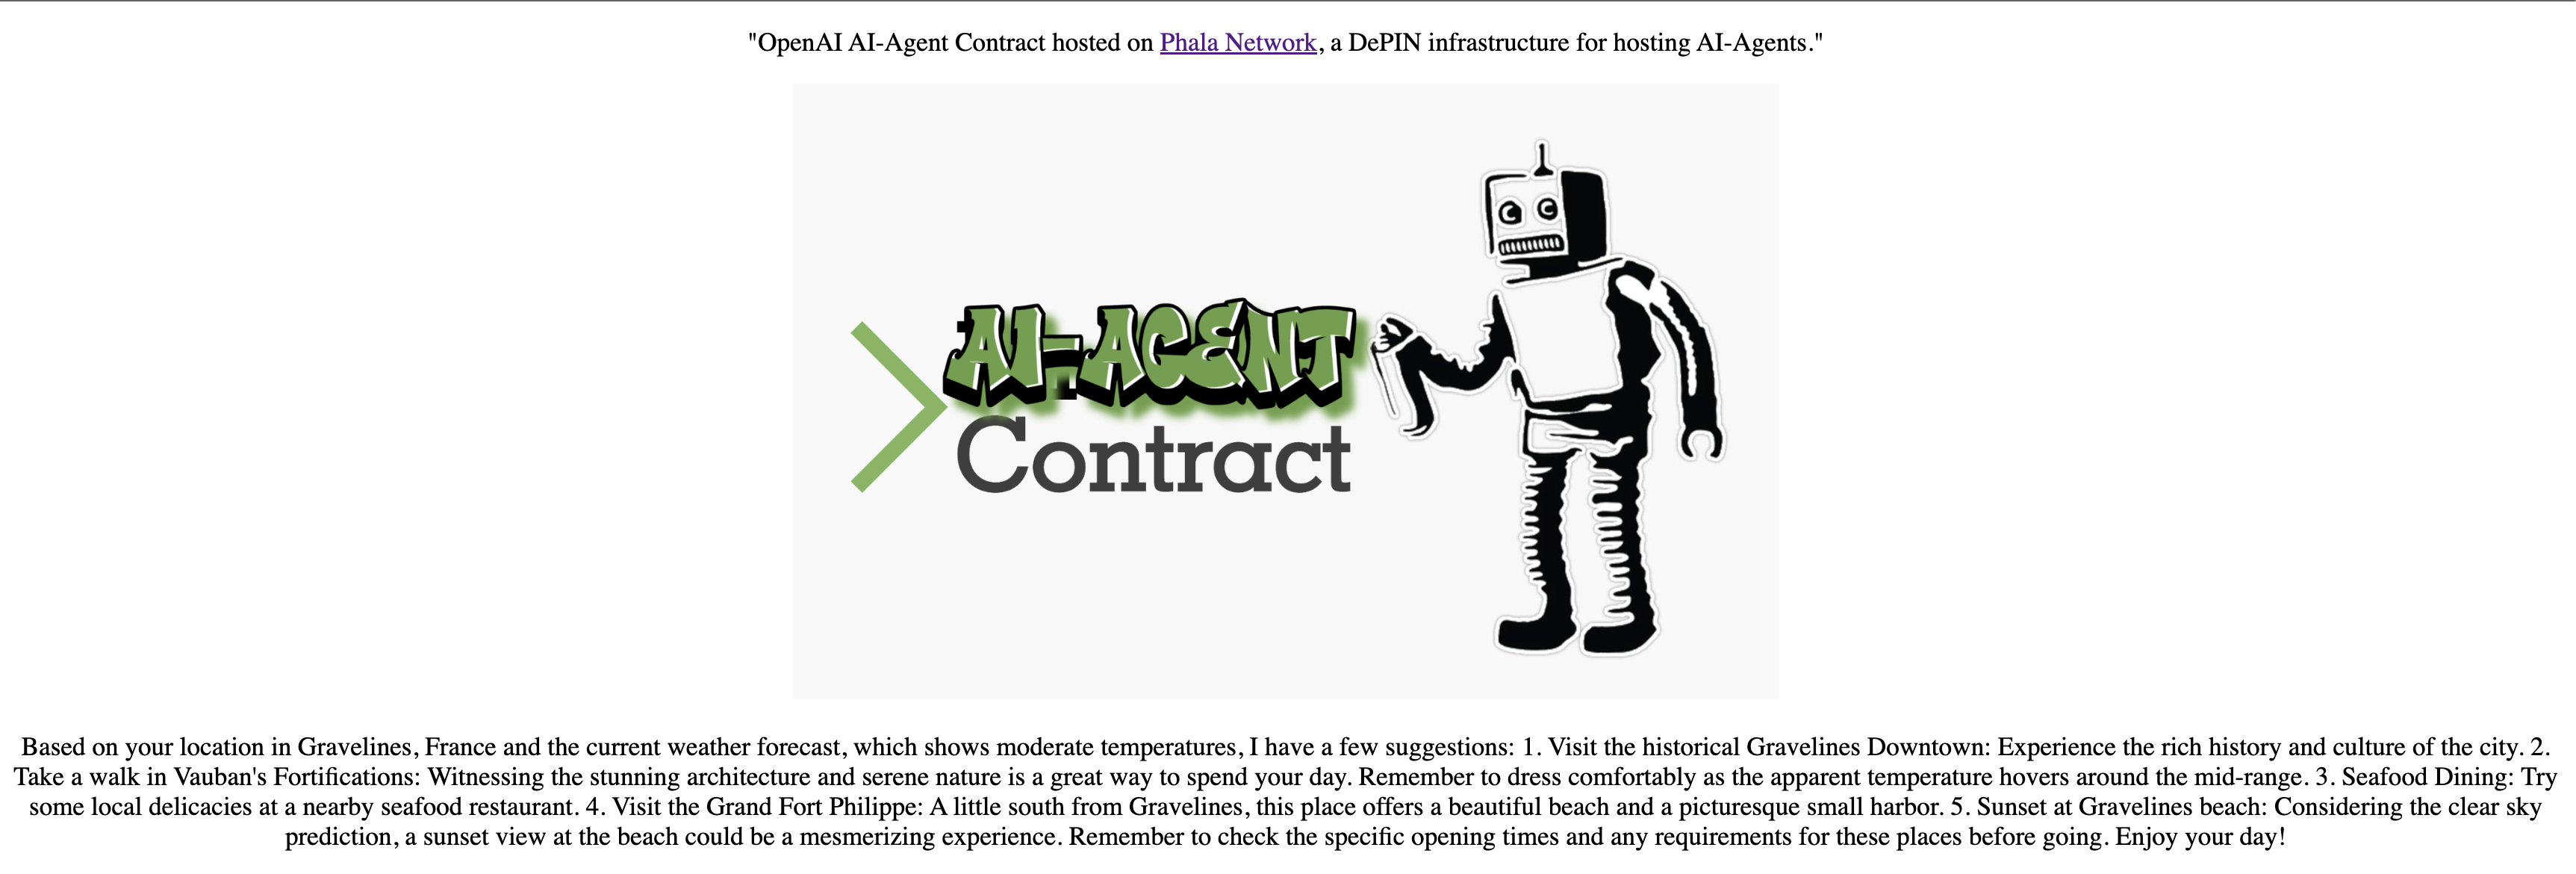 "OpenAI AI-Agent Contract hosted on Phala Network, a DePIN infrastructure for hosting AI-Agents."
AI-AGENT
Contract
Based on your location in Gravelines, France and the current weather forecast, which shows moderate temperatures, I have a few suggestions: 1. Visit the historical Gravelines Downtown: Experience the rich history and culture of the city. 2.
Take a walk in Vauban's Fortifications: Witnessing the stunning architecture and serene nature is a great way to spend your day. Remember to dress comfortably as the apparent temperature hovers around the mid-range. 3. Seafood Dining: Try
some local delicacies at a nearby seafood restaurant. 4. Visit the Grand Fort Philippe: A little south from Gravelines, this place offers a beautiful beach and a picturesque small harbor. 5. Sunset at Gravelines beach: Considering the clear sky
prediction, a sunset view at the beach could be a mesmerizing experience. Remember to check the specific opening times and any requirements for these places before going. Enjoy your day!